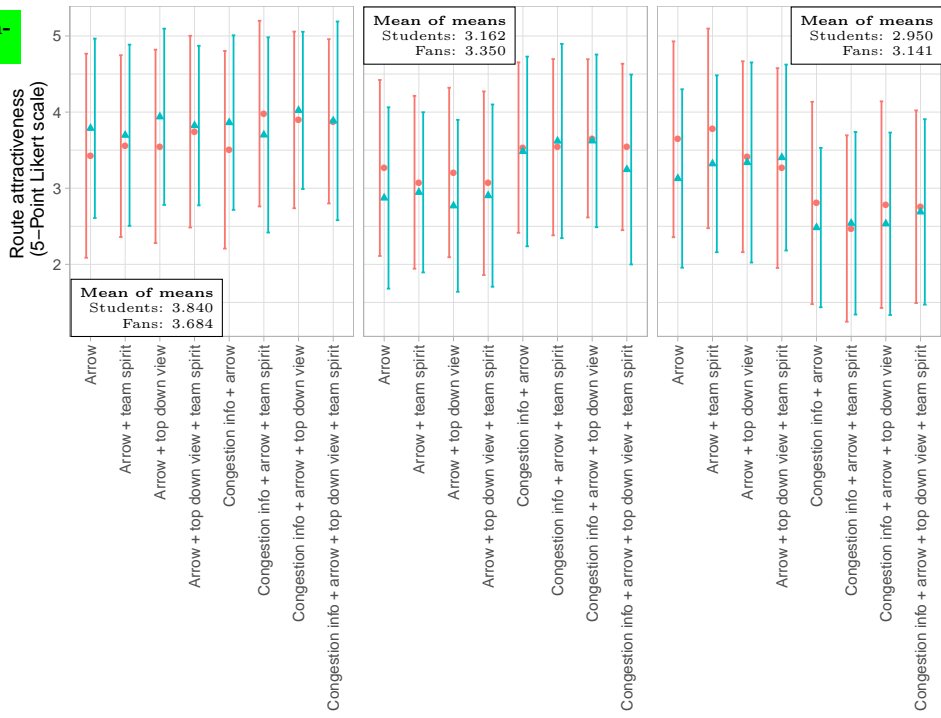 -
5
4
3
2
Route attractiveness
(5−Point Likert scale)
Mean of means
Students: 3.840
Fans: 3.684
Mean of means
Students: 3.162
Fans: 3.350
Mean of means
Students: 2.950
Fans: 3.141
Arrow
Arrow + team spirit
Arrow + top down view
Arrow + top down view + team spirit
Congestion info + arrow
Congestion info + arrow + team spirit
Congestion info + arrow + top down view
Congestion info + arrow + top down view + team spirit
Arrow
Arrow + team spirit
Arrow + top down view
Arrow + top down view + team spirit
Congestion info + arrow
Congestion info + arrow + team spirit
Congestion info + arrow + top down view
Congestion info + arrow + top down view + team spirit
Arrow
Arrow + team spirit
Arrow + top down view
Arrow + top down view + team spirit
Congestion info + arrow
Congestion info + arrow + team spirit
Congestion info + arrow + top down view
Congestion info + arrow + top down view + team spirit